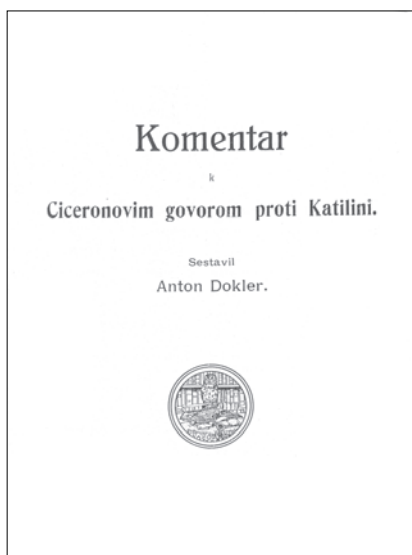 Komentar
k
Ciceronovim govorom proti Katilini.
Sestavil
Anton Dokler.